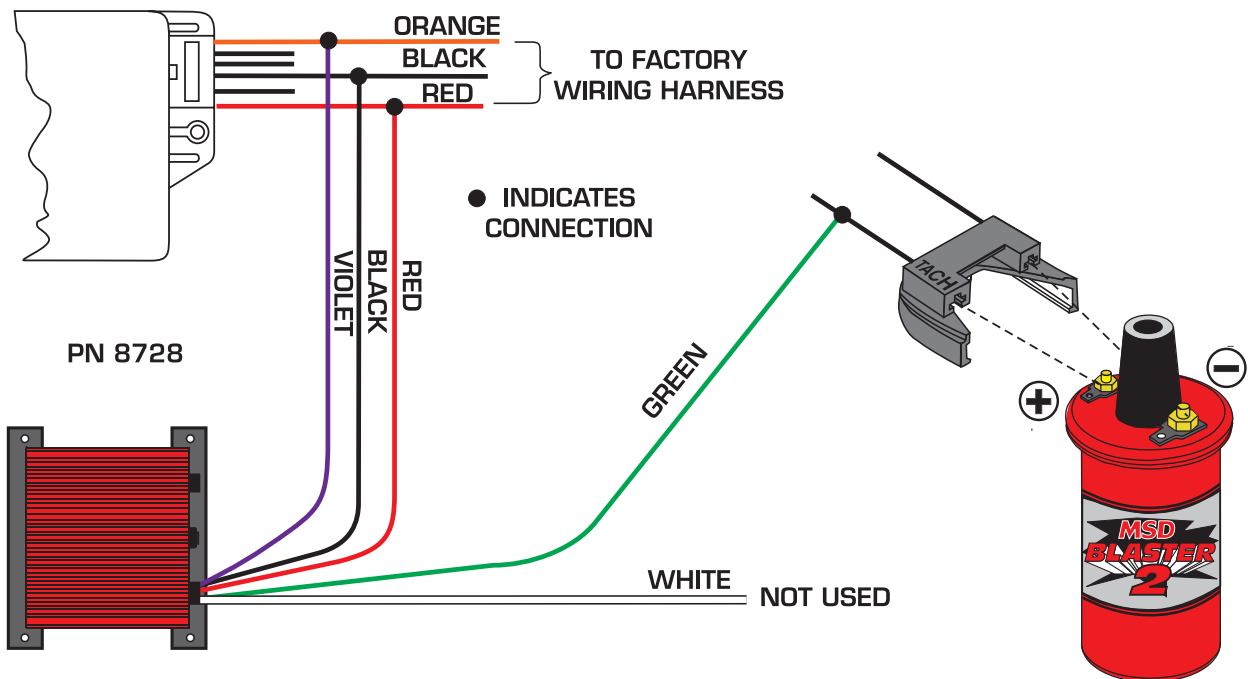 ORANGE
BLACK
RED
TO FACTORY
WIRING HARNESS
INDICATES
CONNECTION
VIOLET
BLACK
RED
TACH
PN 8728
GREEN
+
−
WHITE
NOT USED
MSD
BLASTER
2